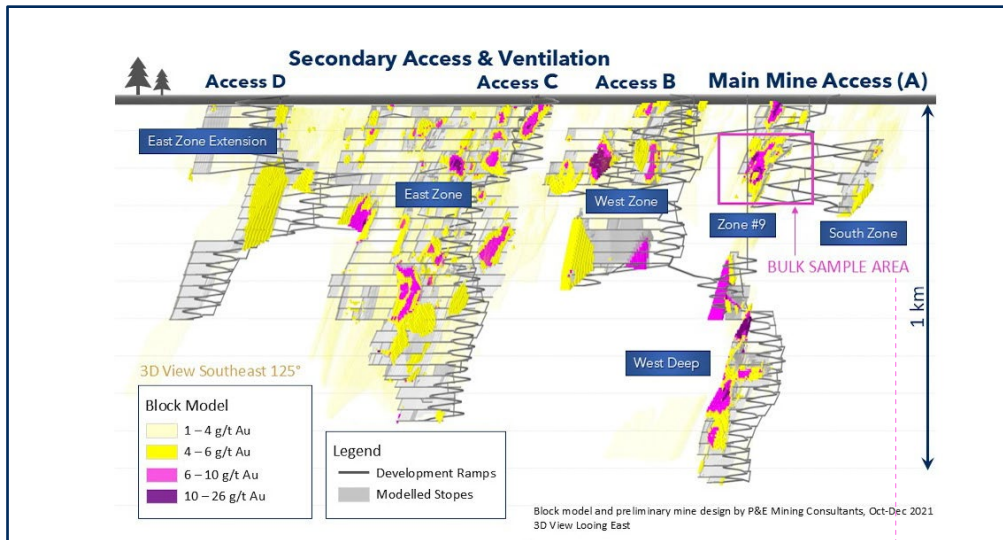 Secondary Access & Ventilation
Access D
Access C
Access B
Main Mine Access (A)
East Zone Extension
East Zone
West Zone
Zone #9
South Zone
BULK SAMPLE AREA
1 km
West Deep
3D View Southeast 125°
Block Model
1 – 4 g/t Au
4 – 6 g/t Au
6 – 10 g/t Au
10 – 26 g/t Au
Legend
Development Ramps
Modelled Stopes
Block model and preliminary mine design by P&E Mining Consultants, Oct-Dec 2021
3D View Looing East